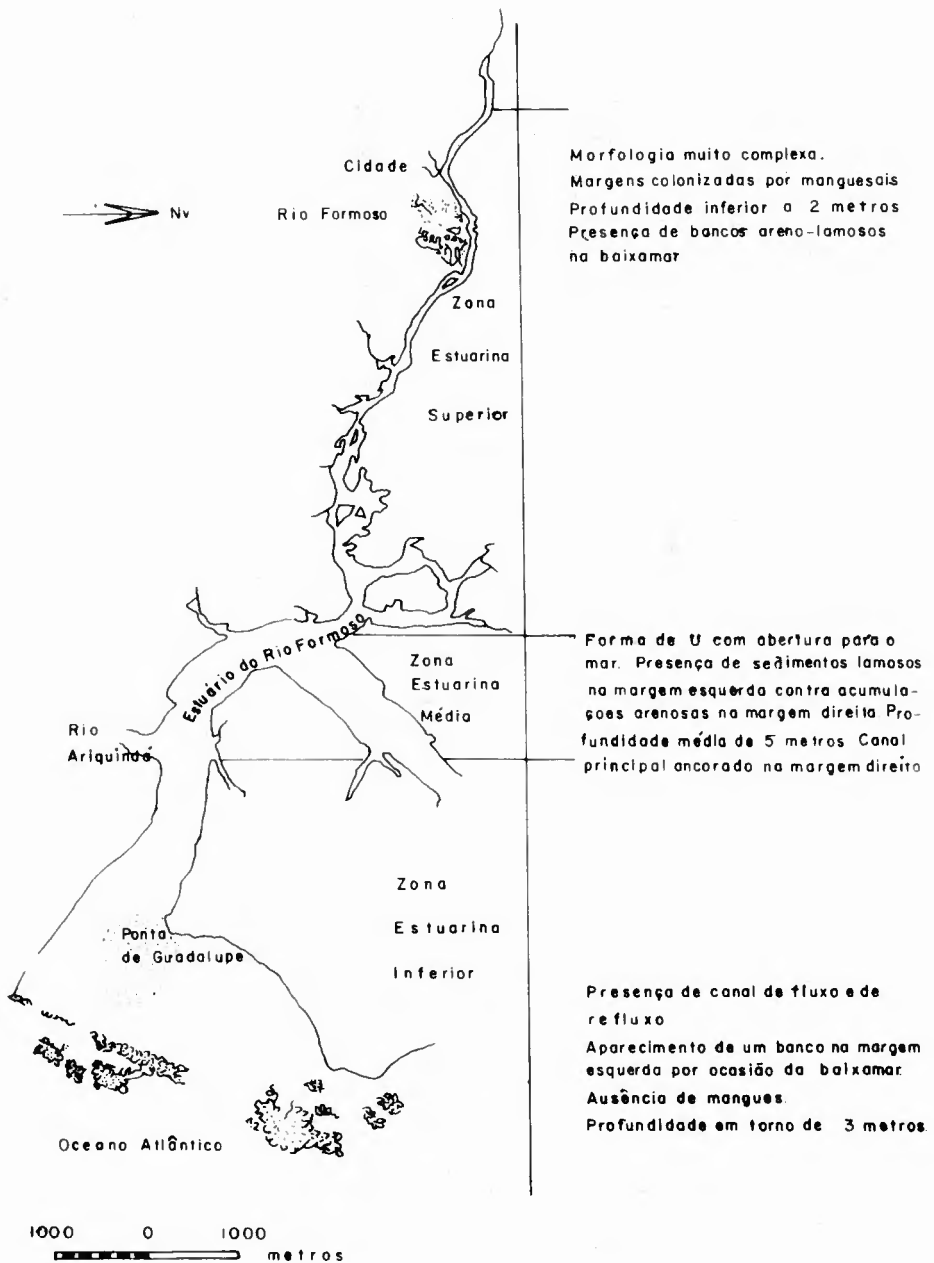 Cidade
Rio Formoso
Nv
Morfologia muito complexa.
Margens colonizadas por manguesais
Profundidade inferior a 2 metros
Presença de bancos areno-lamosos
na baixamar
Zona
Estuarina
Superior
Estuário do Rio Formoso
Zona
Estuarina
Média
Rio
Ariquindá
Forma de U com abertura para o
mar. Presença de sedimentos lamosos
na margem esquerda contra acumula-
ções arenosas na margem direita Pro-
fundidade média de 5 metros Canal
principal ancorado na margem direita
Zona
Estuarina
Inferior
Ponta
de Guadalupe
Presença de canal de fluxo e de
refluxo
Aparecimento de um banco na margem
esquerda por ocasião da baixamar.
Ausência de mangues.
Profundidade em torno de 3 metros.
Oceano Atlântico
1000 0 1000
metros